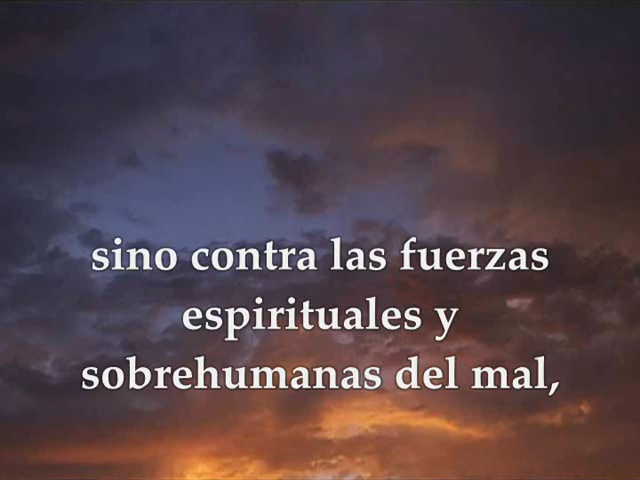 sino contra las fuerzas
espirituales y
sobrehumanas del mal,